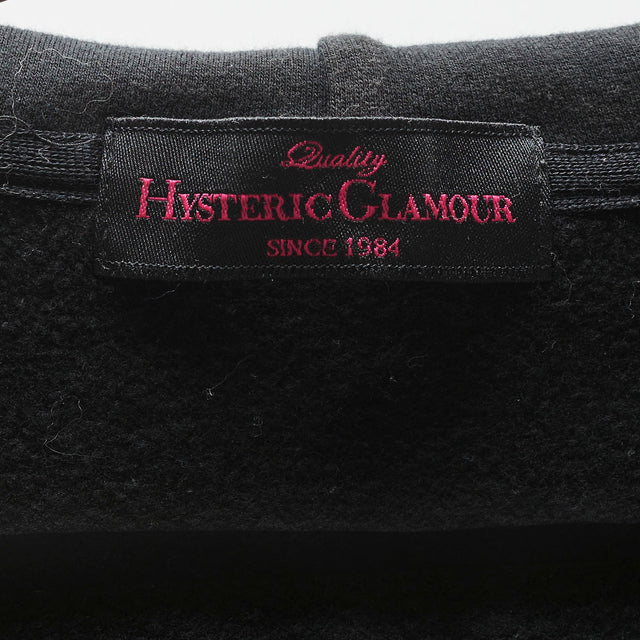 Quality
HYSTERIC GLAMOUR
SINCE 1984